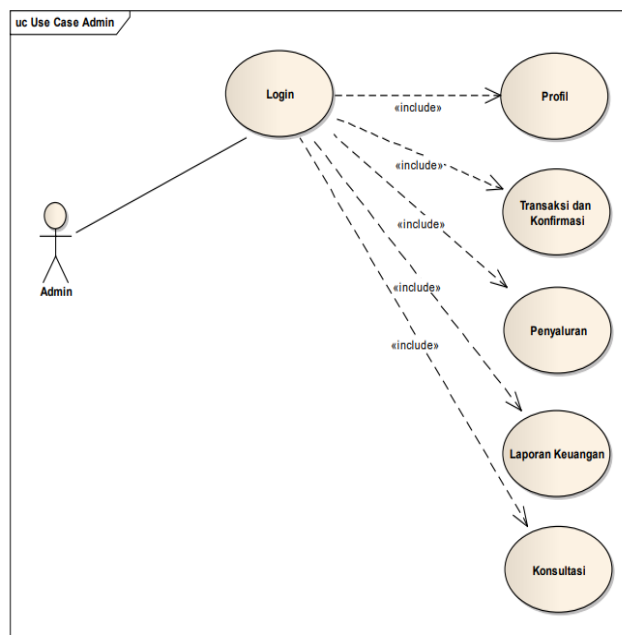 uc Use Case Admin
Login
Profil
«include»
«include»
Transaksi dan
Konfirmasi
Admin
«include»
«include»
Penyaluran
«include»
Laporan Keuangan
Konsultasi